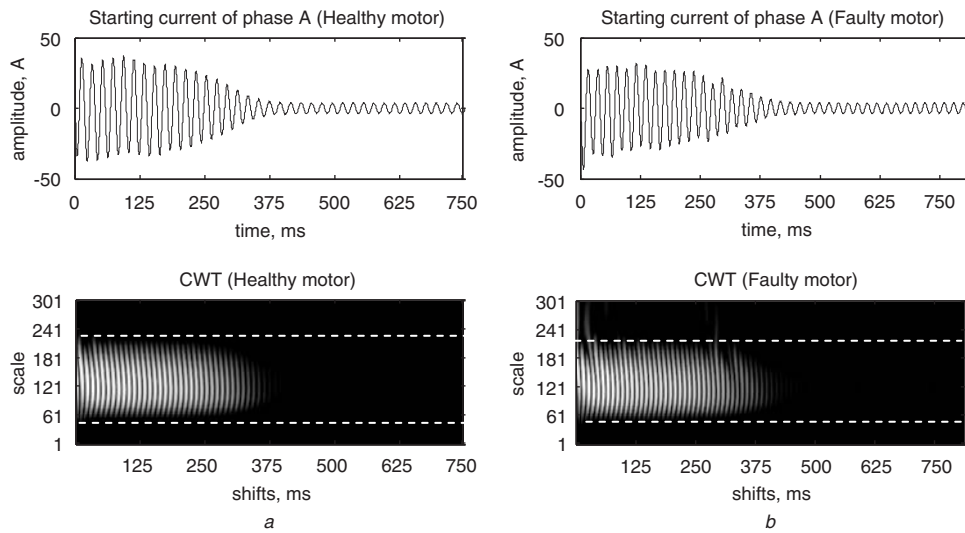 Starting current of phase A (Healthy motor)
50
0
-50
amplitude, A
0 125 250 375 500 625 750
time, ms
Starting current of phase A (Faulty motor)
50
0
-50
amplitude, A
0 125 250 375 500 625 750
time, ms
CWT (Healthy motor)
301
241
181
121
61
1
scale
125 250 375 500 625 750
shifts, ms
a
CWT (Faulty motor)
301
241
181
121
61
1
scale
125 250 375 500 625 750
shifts, ms
b